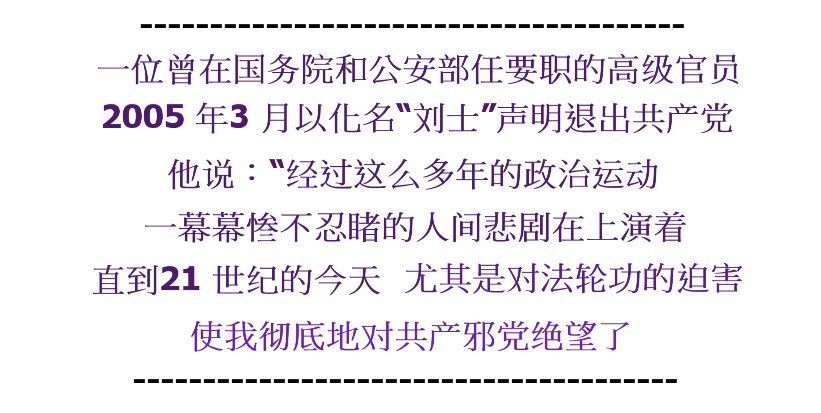 ---------------------------------------
一位曾在国务院和公安部任要职的高级官员
2005 年3 月以化名“刘士”声明退出共产党
他说：“经过这么多年的政治运动
一幕幕惨不忍睹的人间悲剧在上演着
直到21 世纪的今天 尤其是对法轮功的迫害
使我彻底地对共产邪党绝望了
---------------------------------------